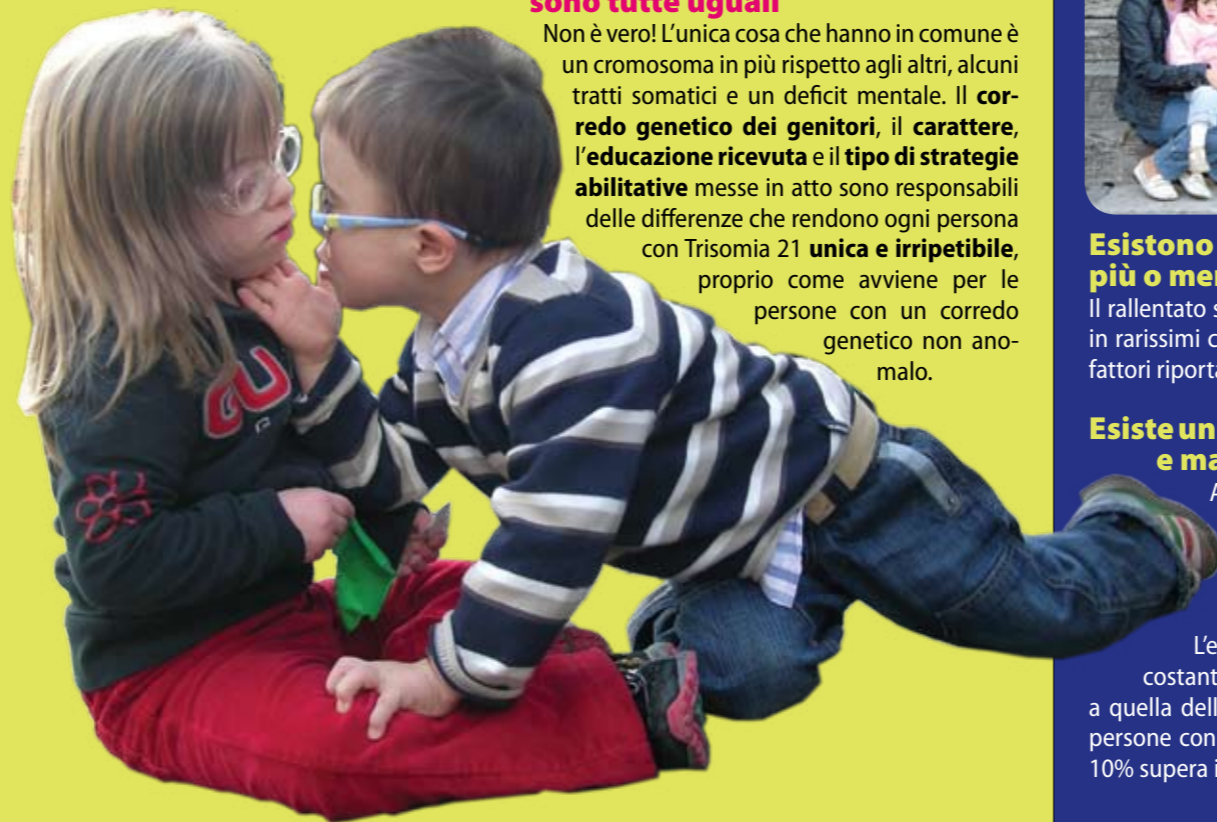 sono tutte uguali
Non è vero! L'unica cosa che hanno in comune è
un cromosoma in più rispetto agli altri, alcuni
tratti somatici e un deficit mentale. Il cor-
redo genetico dei genitori, il carattere,
l'educazione ricevuta e il tipo di strategie
abilitative messe in atto sono responsabili
delle differenze che rendono ogni persona
con Trisomia 21 unica e irripetibile,
proprio come avviene per le
persone con un corredo
genetico non ano-
malo.
Esistono
più o me
Il rallentato
in rarissimi
fattori
Esiste un
e ma
A
L'e
costant
a quella dell
persone con
10% supera i
GU